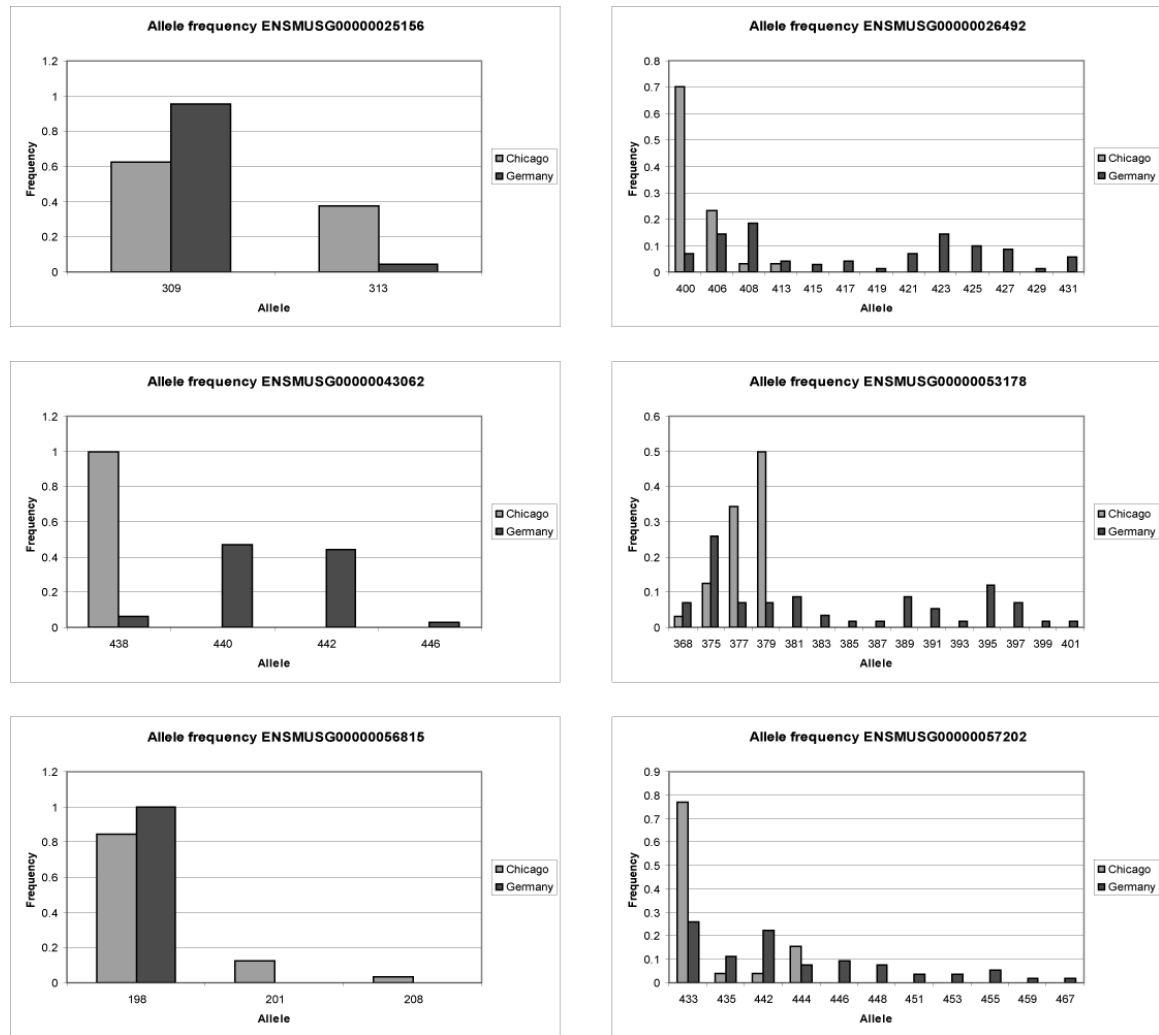 Allele frequency ENSMUSG00000025156
1.2
1
0.8
0.6
0.4
0.2
0
Frequency
309 313
Allele
Chicago
Germany
Allele frequency ENSMUSG00000026492
0.8
0.7
0.6
0.5
0.4
0.3
0.2
0.1
0
Frequency
400 406 408 413 415 417 419 421 423 425 427 429 431
Allele
Chicago
Germany
Allele frequency ENSMUSG00000043062
1.2
1
0.8
0.6
0.4
0.2
0
Frequency
438 440 442 446
Allele
Chicago
Germany
Allele frequency ENSMUSG00000053178
0.6
0.5
0.4
0.3
0.2
0.1
0
Frequency
368 375 377 379 381 383 385 387 389 391 393 395 397 399 401
Allele
Chicago
Germany
Allele frequency ENSMUSG00000056815
1.2
1
0.8
0.6
0.4
0.2
0
Frequency
198 201 208
Allele
Chicago
Germany
Allele frequency ENSMUSG00000057202
0.9
0.8
0.7
0.6
0.5
0.4
0.3
0.2
0.1
0
Frequency
433 435 442 444 446 448 451 453 455 459 467
Allele
Chicago
Germany